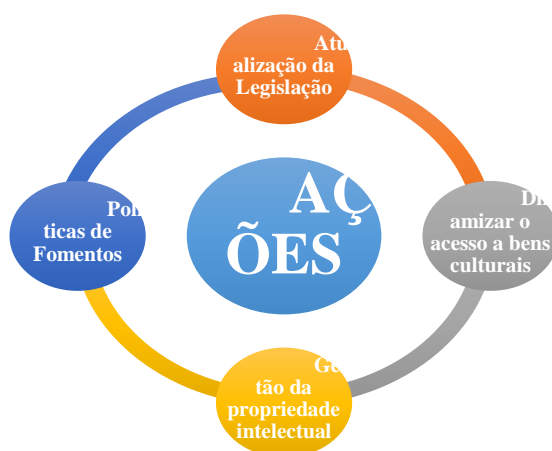 Atu
alização da
Legislação
Polí
ticas de
Fomentos
AÇ
ÕES
Din
amizar o
acesso a bens
culturais
Ges
tão da
propriedade
intelectual